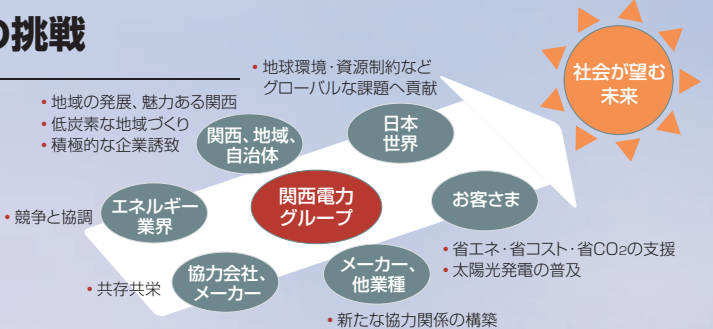 の挑戦
・地球環境・資源制約など
グローバルな課題へ貢献
社会が望む
未来
・地域の発展、魅力ある関西
・低炭素な地域づくり
・積極的な企業誘致
関西、地域、
自治体
日本
世界
・競争と協調
エネルギー
業界
関西電力
グループ
お客さま
・省エネ・省コスト・省CO2の支援
・太陽光発電の普及
・共存共栄
協力会社、
メーカー
メーカー、
他業種
・新たな協力関係の構築